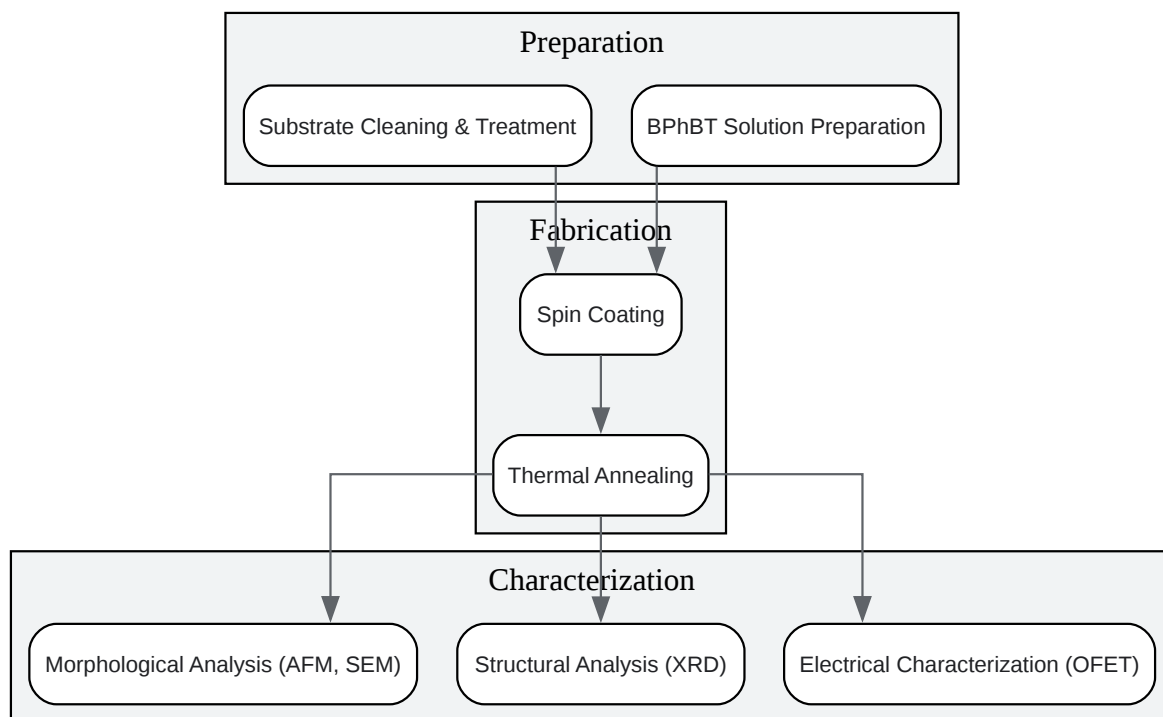 Preparation
Substrate Cleaning & Treatment
BPhBT Solution Preparation
Fabrication
Spin Coating
Thermal Annealing
Characterization
Morphological Analysis (AFM, SEM)
Structural Analysis (XRD)
Electrical Characterization (OFET)